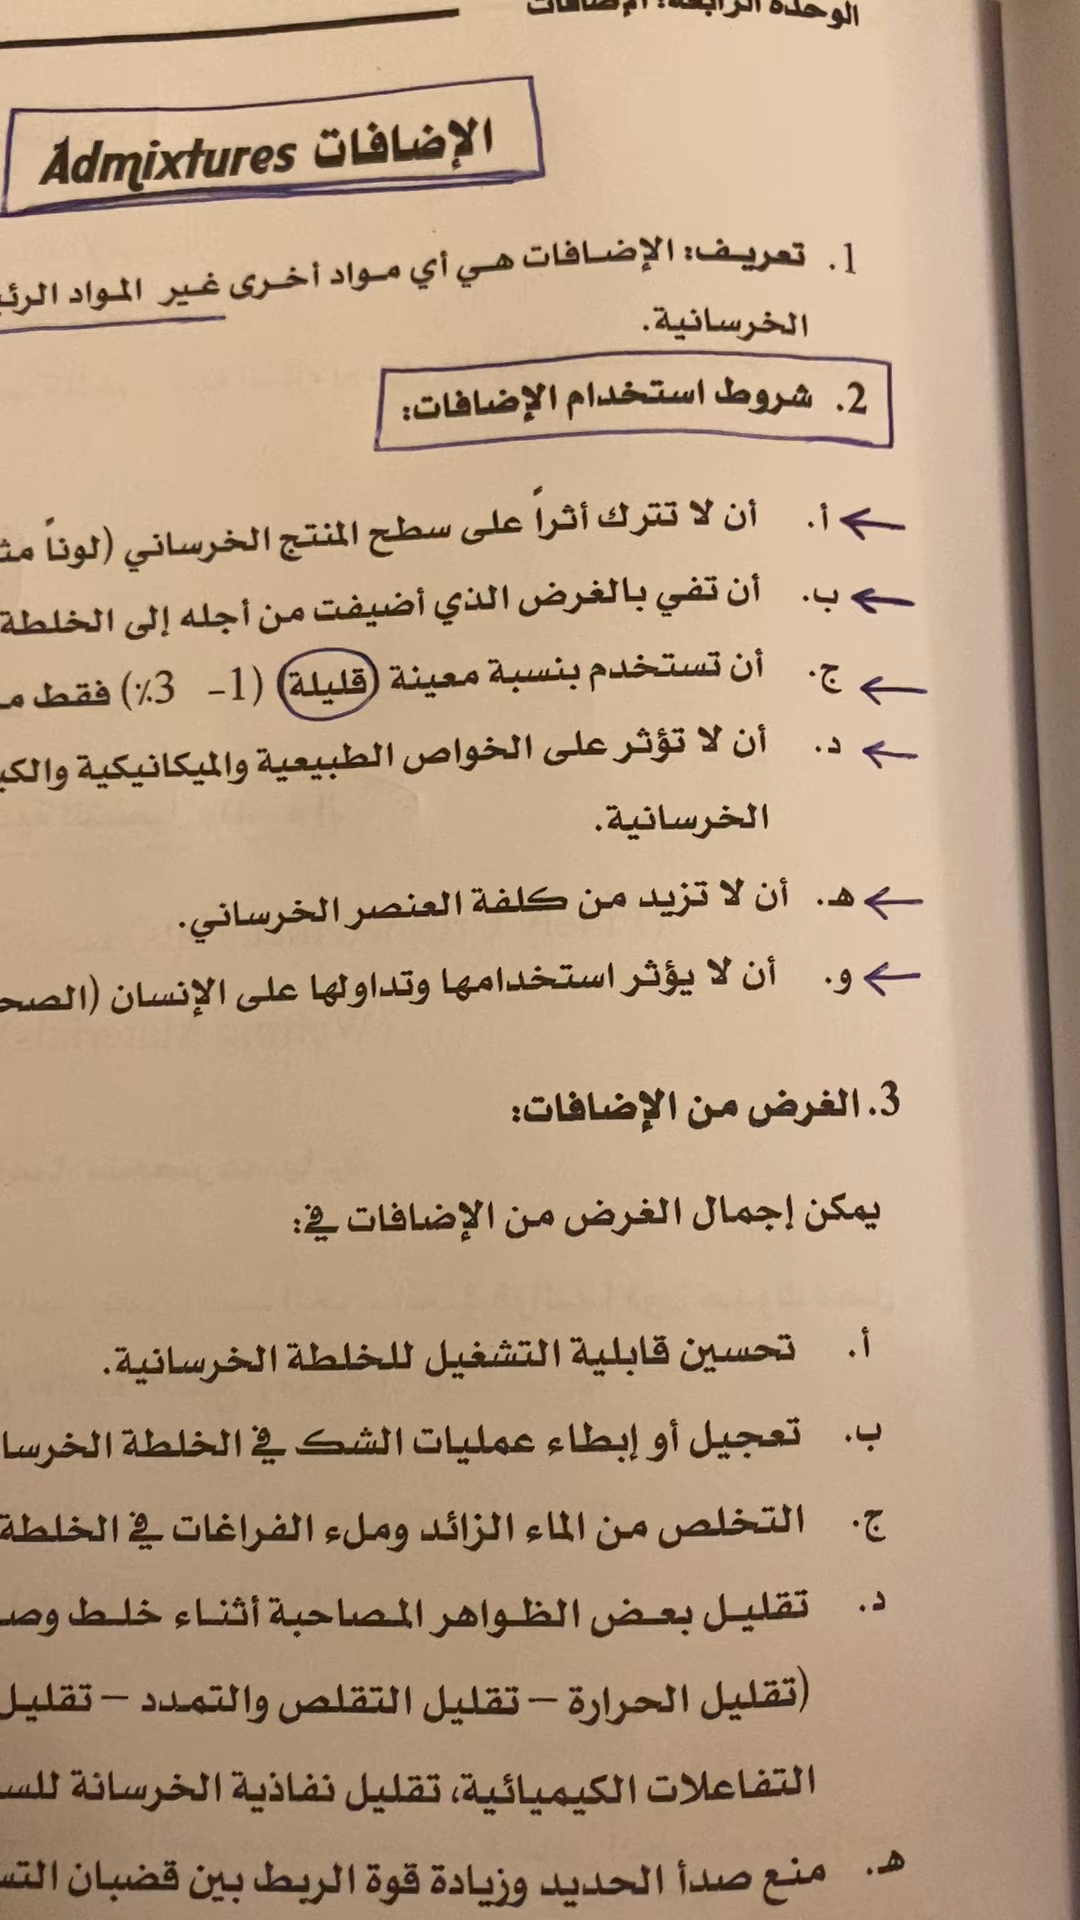 الوحدة الرابعة: الإضافات
الإضافات Admixtures
1. تعريف: الإضافات هي أي مواد أخرى غير المواد
الخرسانية.
2. شروط استخدام الإضافات:
أ. أن لا تترك أثراً على سطح المنتج الخرساني (لوناً
ب. أن تفي بالغرض الذي أضيفت من أجله إلى الخلطة
ج. أن تستخدم بنسبة معينة قليلة (1- 3٪) فقط
د. أن لا تؤثر على الخواص الطبيعية والميكانيكية
الخرسانية.
هـ. أن لا تزيد من كلفة العنصر الخرساني.
و. أن لا يؤثر استخدامها وتداولها على الإنسان
3. الغرض من الإضافات:
يمكن إجمال الغرض من الإضافات في:
أ. تحسين قابلية التشغيل للخلطة الخرسانية.
ب. تعجيل أو إبطاء عمليات الشك في الخلطة
ج. التخلص من الماء الزائد وملء الفراغات في الخلطة
د. تقليل بعض الظواهر المصاحبة أثناء خلط
(تقليل الحرارة – تقليل التقلص والتمدد – تقليل
التفاعلات الكيميائية، تقليل نفاذية الخرسانة
هـ. منع صدأ الحديد وزيادة قوة الربط بين قضبان